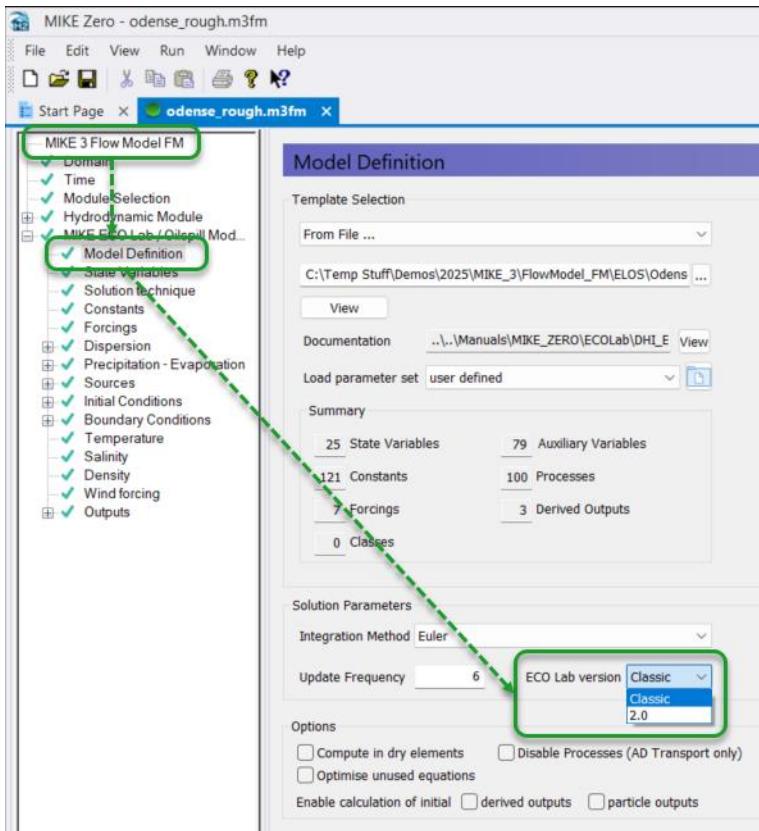 MIKE Zero - odense_rough.m3fm
File Edit View Run Window Help
Start Page X odense_rough.m3fm X
MIKE 3 Flow Model FM
Domain
Time
Module Selection
Hydrodynamic Module
MIKE ECO Lab / Oilspill Mod...
Model Definition
State Variables
Solution technique
Constants
Forcings
Dispersion
Precipitation - Evaporation
Sources
Initial Conditions
Boundary Conditions
Temperature
Salinity
Density
Wind forcing
Outputs
Model Definition
Template Selection
From File ...
C:\Temp Stuff\Demos\2025\MIKE_3\FlowModel_FM\ELOS\Odens ...
View
Documentation ..\..\Manuals\MIKE_ZERO\ECOLab\DHI_E View
Load parameter set user defined
Summary
25 State Variables 79 Auxiliary Variables
121 Constants 100 Processes
7 Forcings 3 Derived Outputs
0 Classes
Solution Parameters
Integration Method Euler
Update Frequency 6 ECO Lab version Classic
Classic
2.0
Options
Compute in dry elements Disable Processes (AD Transport only)
Optimise unused equations
Enable calculation of initial derived outputs particle outputs